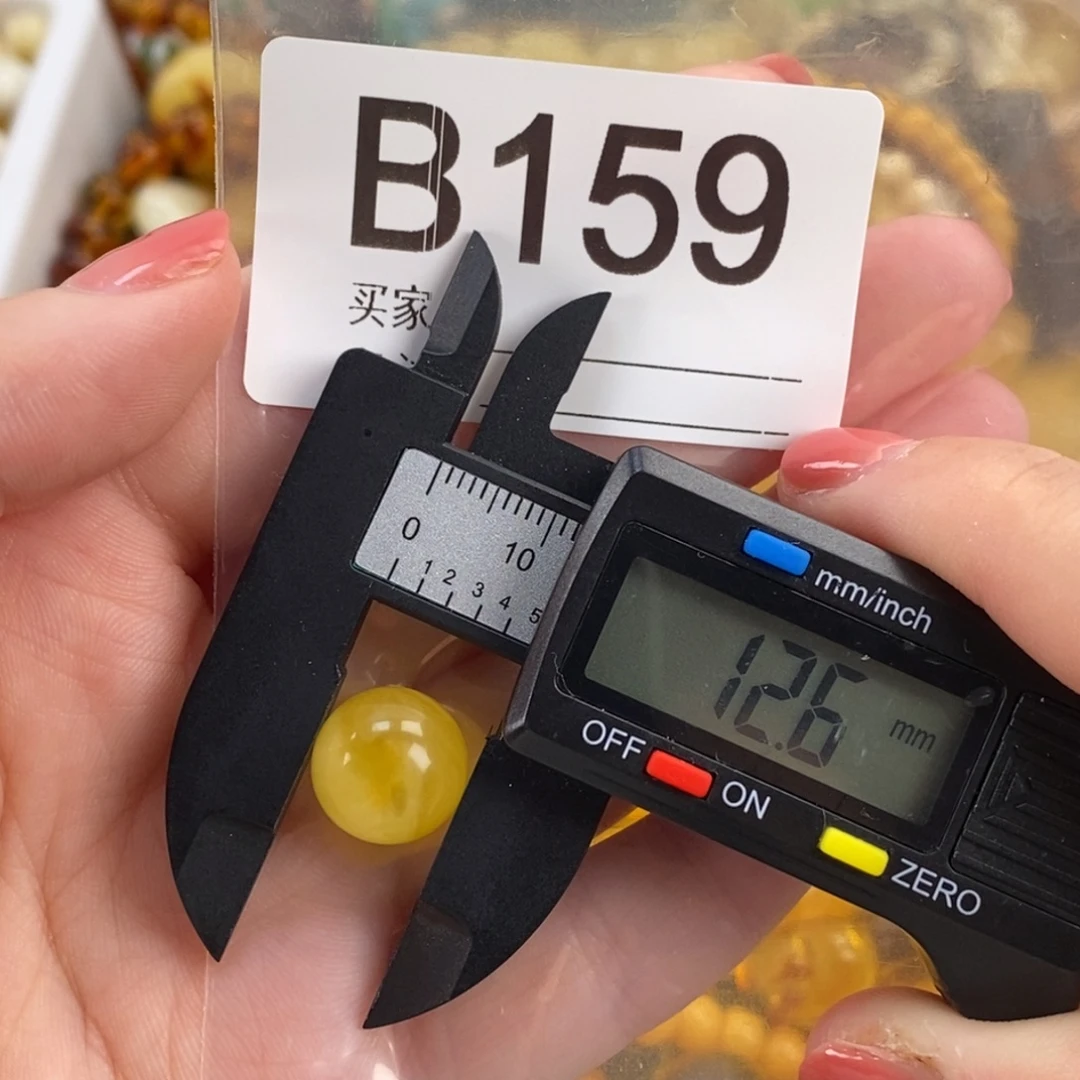 B159
买家
0 10
1 2 3 4 5
mm/inch
12.6 mm
OFF ON
ZERO